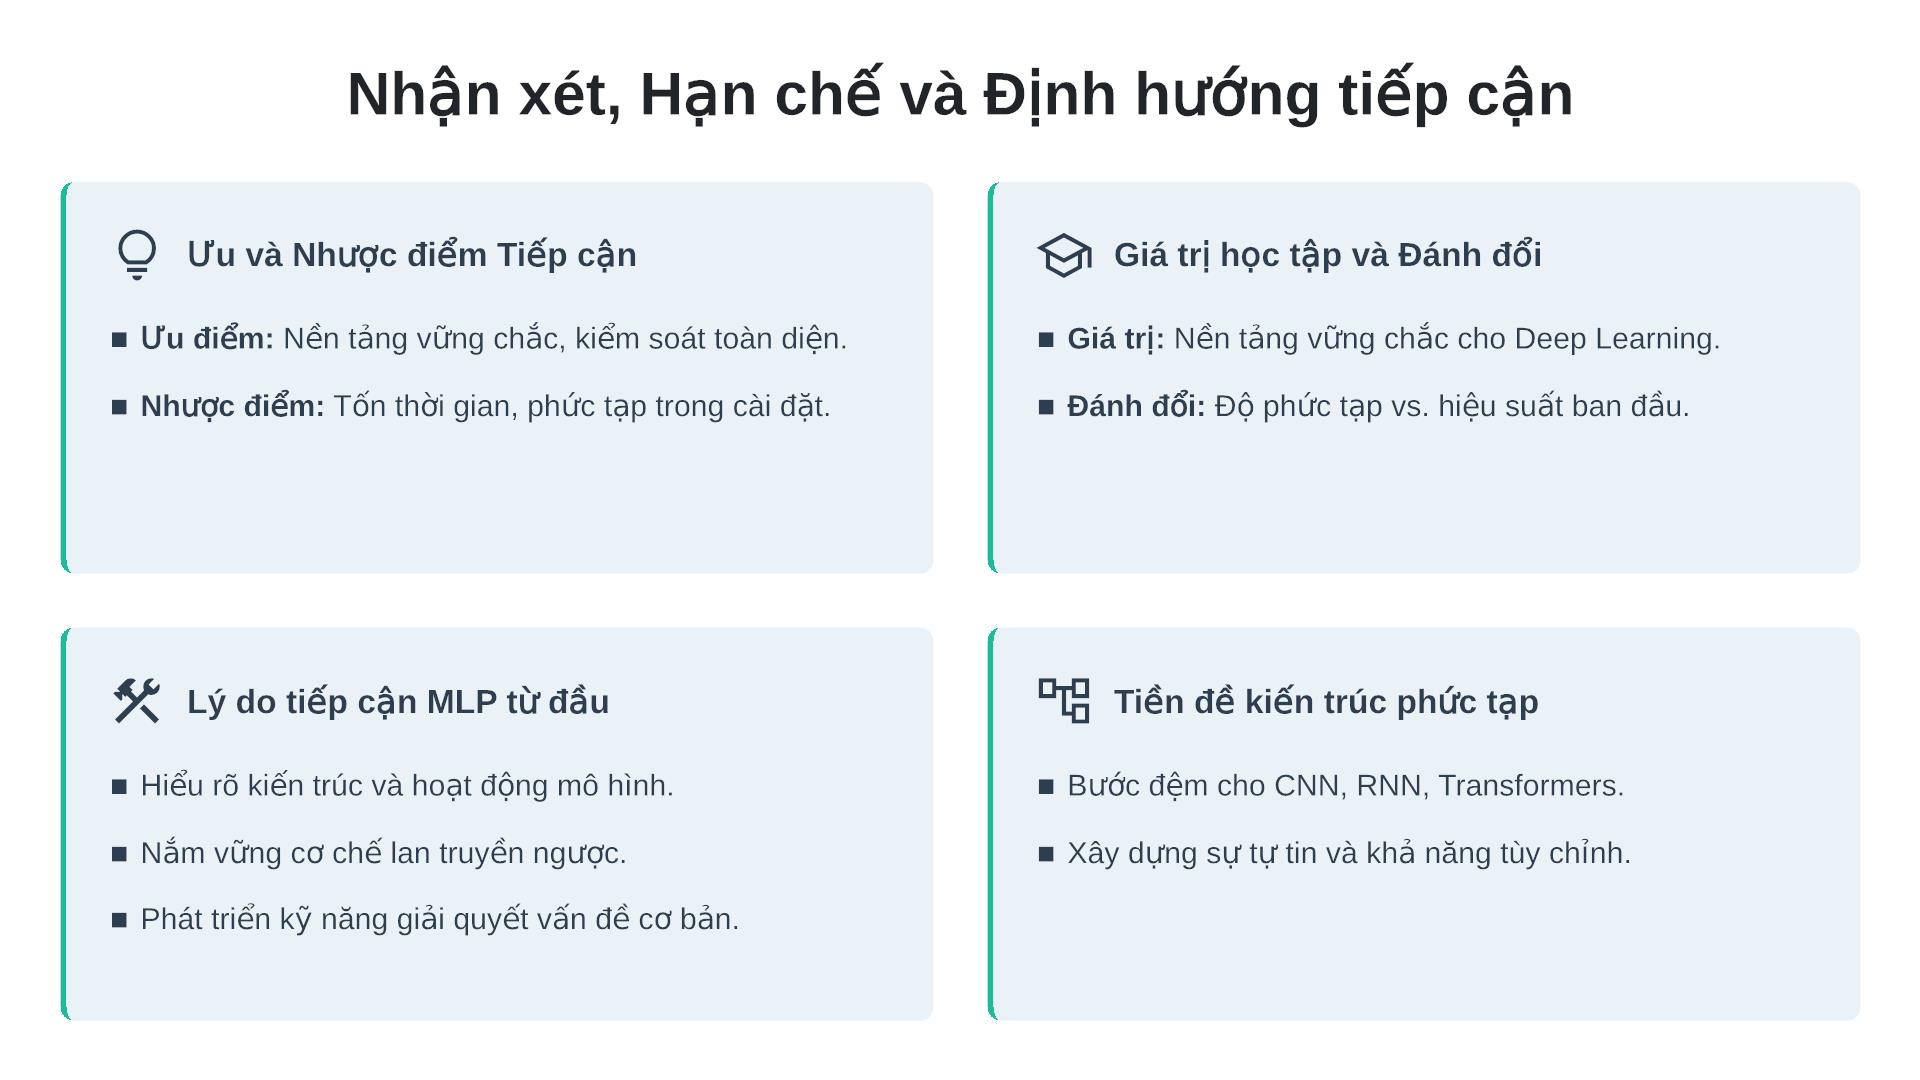 Nhận xét, Hạn chế và Định hướng tiếp cận
Ưu và Nhược điểm Tiếp cận
■ Ưu điểm: Nền tảng vững chắc, kiểm soát toàn diện.
■ Nhược điểm: Tốn thời gian, phức tạp trong cài đặt.
Giá trị học tập và Đánh đổi
■ Giá trị: Nền tảng vững chắc cho Deep Learning.
■ Đánh đổi: Độ phức tạp vs. hiệu suất ban đầu.
Lý do tiếp cận MLP từ đầu
■ Hiểu rõ kiến trúc và hoạt động mô hình.
■ Nắm vững cơ chế lan truyền ngược.
■ Phát triển kỹ năng giải quyết vấn đề cơ bản.
Tiền đề kiến trúc phức tạp
■ Bước đệm cho CNN, RNN, Transformers.
■ Xây dựng sự tự tin và khả năng tùy chỉnh.